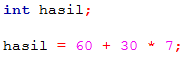 int hasil;
hasil = 60 + 30 * 7;